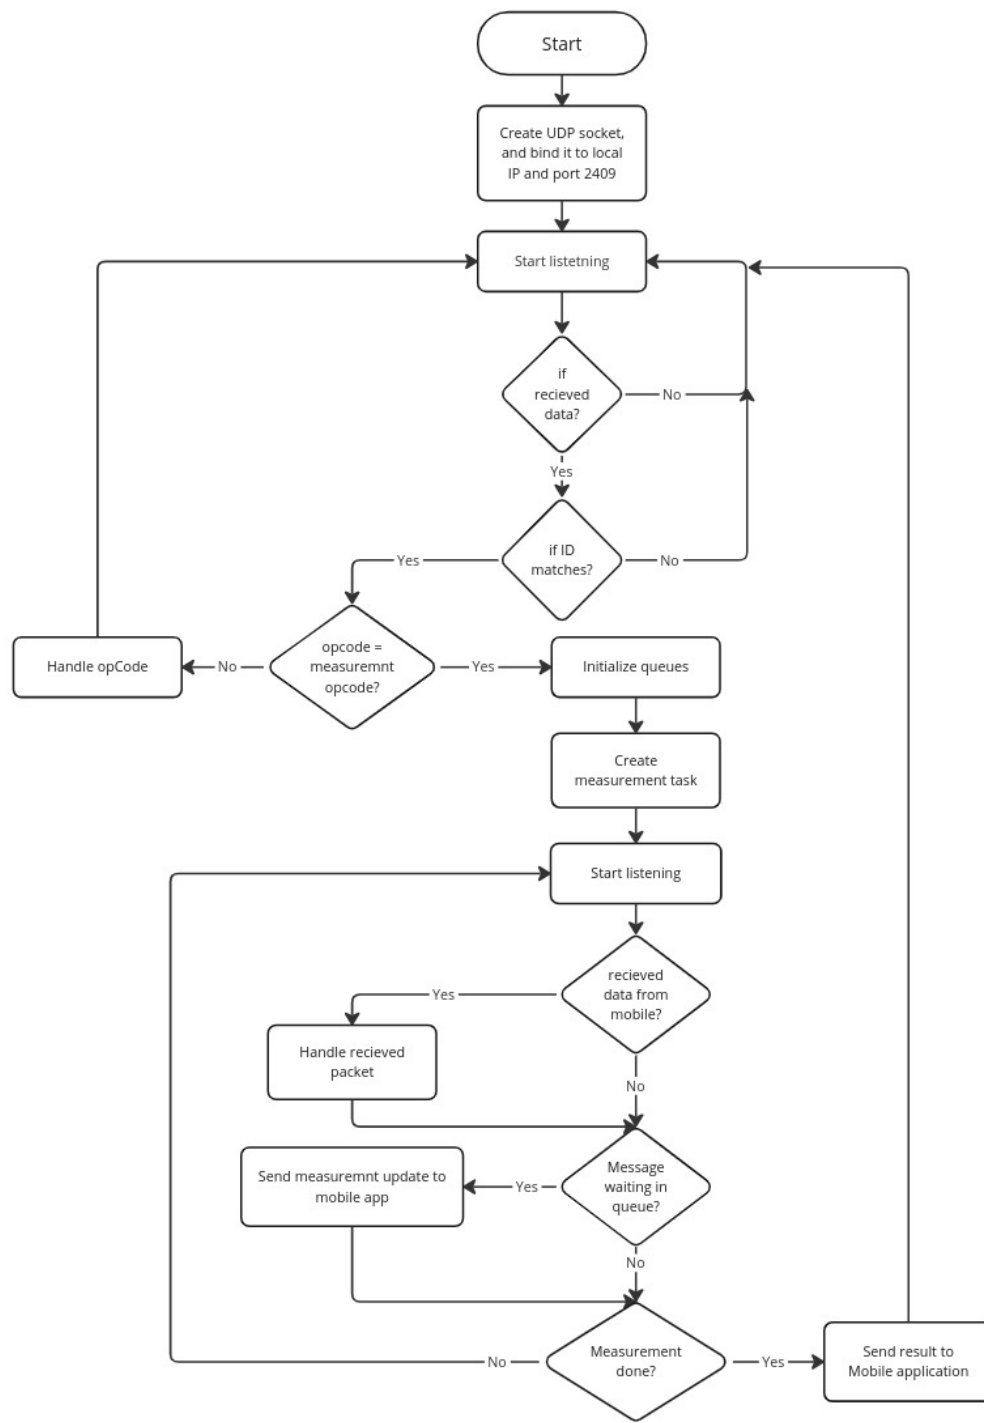 Start
Create UDP socket,
and bind it to local
IP and port 2409
Start listetning
if
recieved
data?
No
Yes
if ID
matches?
Yes
No
opcode =
measuremnt
opcode?
No
Yes
Handle opCode
Initialize queues
Create
measurement task
Start listening
recieved
data from
mobile?
Yes
No
Handle recieved
packet
Message
waiting in
queue?
Yes
No
Send measuremnt update to
mobile app
Measurement
done?
No
Yes
Send result to
Mobile application